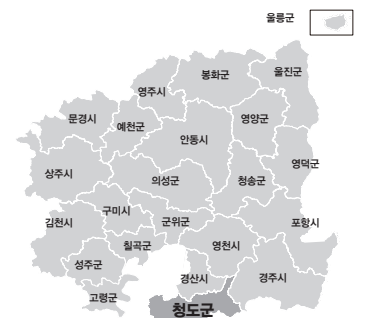 울릉군
봉화군
울진군
영주시
문경시
예천군
영양군
안동시
영덕군
상주시
의성군
청송군
구미시
김천시
군위군
포항시
칠곡군
영천시
성주군
경산시
경주시
고령군
청도군